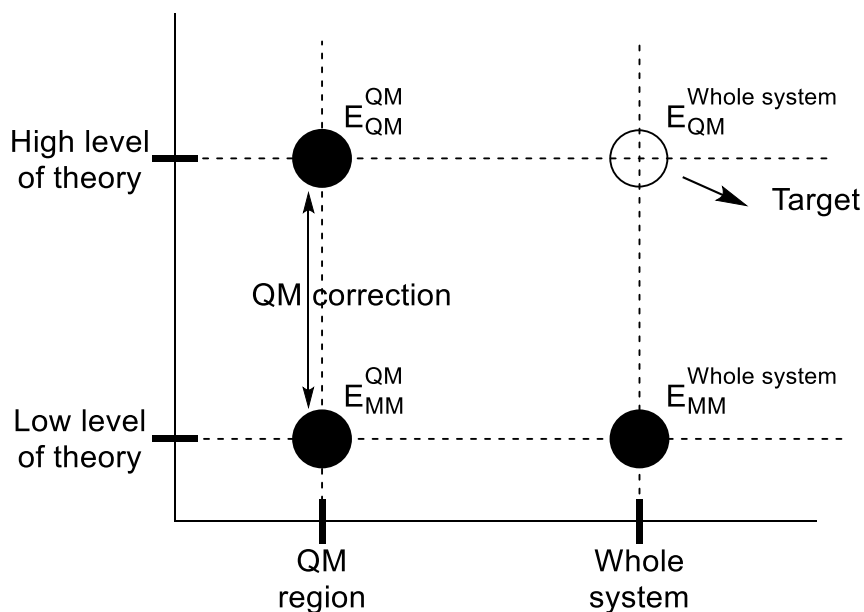 High level
of theory
E_QM^QM
E_QM^Whole system
Target
QM correction
Low level
of theory
E_MM^QM
E_MM^Whole system
QM
region
Whole
system